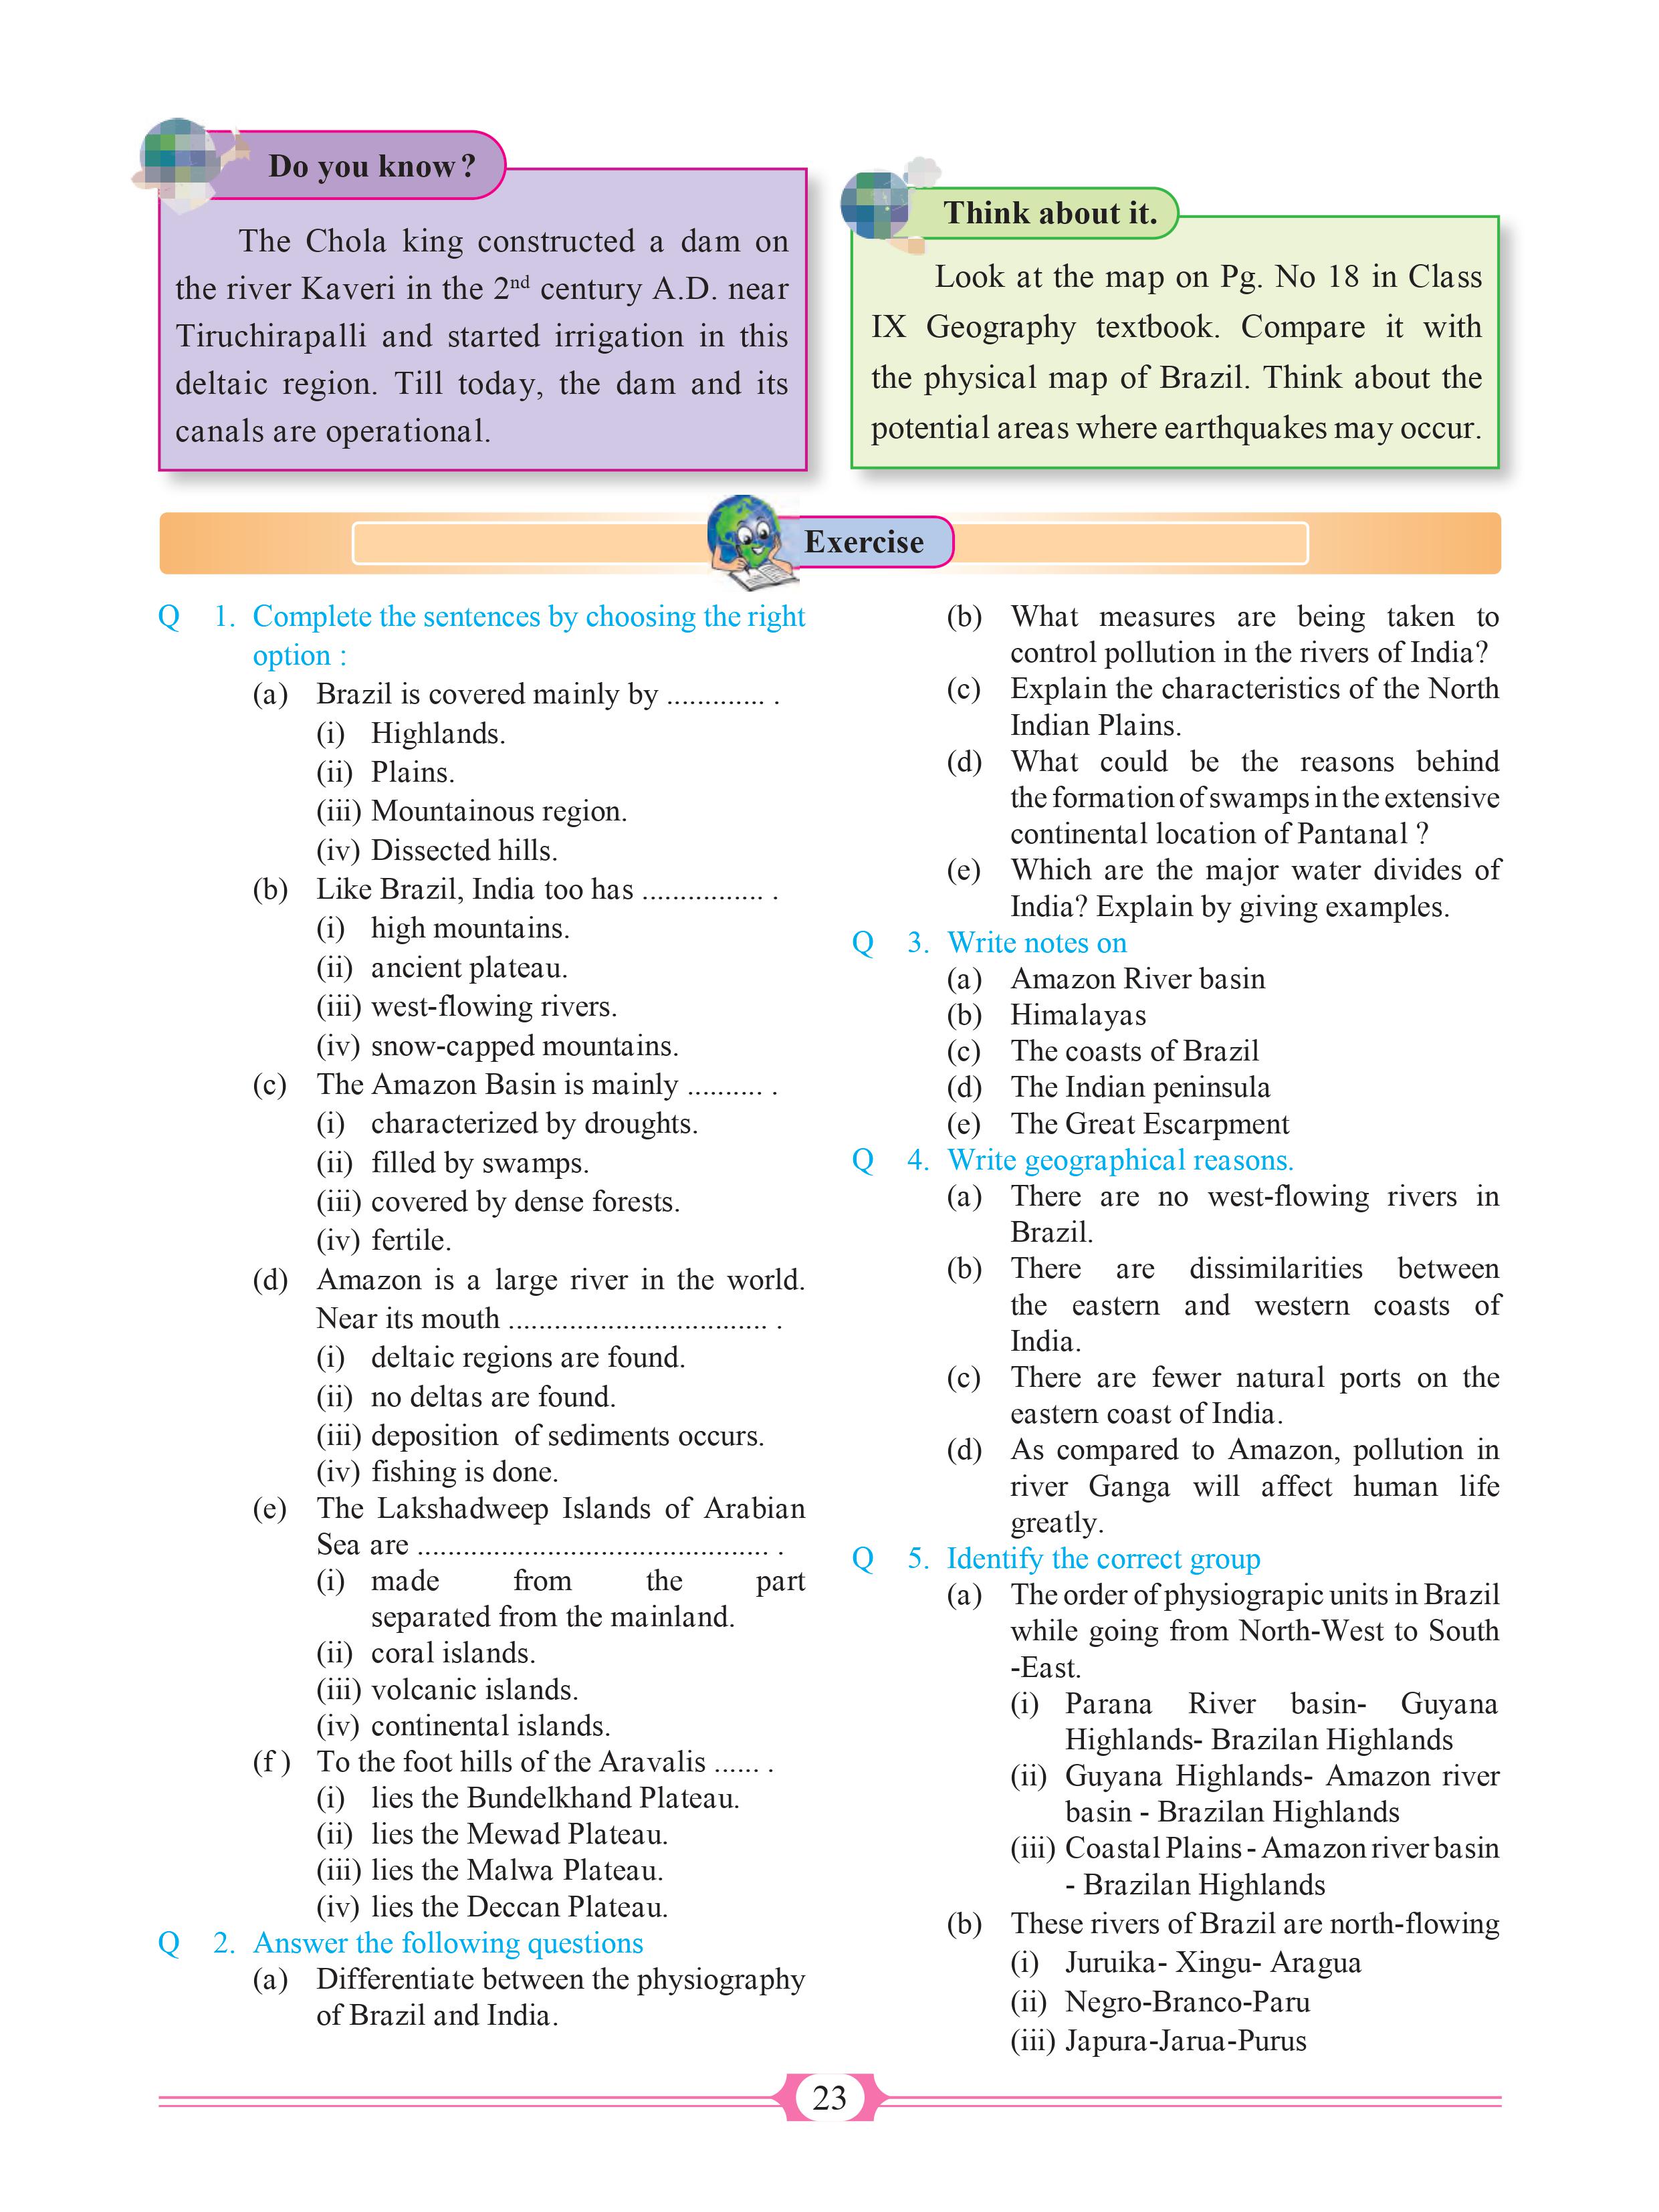 Do you know?
The Chola king constructed a dam on
the river Kaveri in the 2nd century A.D. near
Tiruchirapalli and started irrigation in this
deltaic region. Till today, the dam and its
canals are operational.
Think about it.
Look at the map on Pg. No 18 in Class
IX Geography textbook. Compare it with
the physical map of Brazil. Think about the
potential areas where earthquakes may occur.
Exercise
Q 1. Complete the sentences by choosing the right
option :
(a) Brazil is covered mainly by ............. .
(i) Highlands.
(ii) Plains.
(iii) Mountainous region.
(iv) Dissected hills.
(b) Like Brazil, India too has ................ .
(i) high mountains.
(ii) ancient plateau.
(iii) west-flowing rivers.
(iv) snow-capped mountains.
(c) The Amazon Basin is mainly .......... .
(i) characterized by droughts.
(ii) filled by swamps.
(iii) covered by dense forests.
(iv) fertile.
(d) Amazon is a large river in the world.
Near its mouth .................................. .
(i) deltaic regions are found.
(ii) no deltas are found.
(iii) deposition of sediments occurs.
(iv) fishing is done.
(e) The Lakshadweep Islands of Arabian
Sea are .............................................. .
(i) made from the part
separated from the mainland.
(ii) coral islands.
(iii) volcanic islands.
(iv) continental islands.
(f ) To the foot hills of the Aravalis ...... .
(i) lies the Bundelkhand Plateau.
(ii) lies the Mewad Plateau.
(iii) lies the Malwa Plateau.
(iv) lies the Deccan Plateau.
Q 2. Answer the following questions
(a) Differentiate between the physiography
of Brazil and India.
(b) What measures are being taken to
control pollution in the rivers of India?
(c) Explain the characteristics of the North
Indian Plains.
(d) What could be the reasons behind
the formation of swamps in the extensive
continental location of Pantanal ?
(e) Which are the major water divides of
India? Explain by giving examples.
Q 3. Write notes on
(a) Amazon River basin
(b) Himalayas
(c) The coasts of Brazil
(d) The Indian peninsula
(e) The Great Escarpment
Q 4. Write geographical reasons.
(a) There are no west-flowing rivers in
Brazil.
(b) There are dissimilarities between
the eastern and western coasts of
India.
(c) There are fewer natural ports on the
eastern coast of India.
(d) As compared to Amazon, pollution in
river Ganga will affect human life
greatly.
Q 5. Identify the correct group
(a) The order of physiograpic units in Brazil
while going from North-West to South
-East.
(i) Parana River basin- Guyana
Highlands- Brazilan Highlands
(ii) Guyana Highlands- Amazon river
basin - Brazilan Highlands
(iii) Coastal Plains - Amazon river basin
- Brazilan Highlands
(b) These rivers of Brazil are north-flowing
(i) Juruika- Xingu- Aragua
(ii) Negro-Branco-Paru
(iii) Japura-Jarua-Purus
23